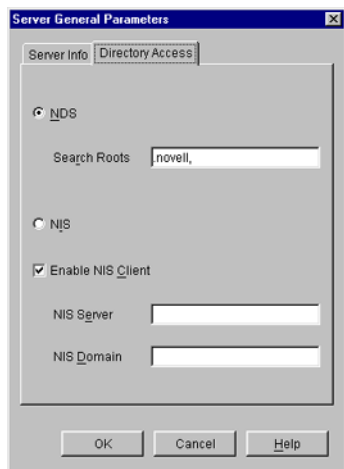 Server General Parameters
Server Info Directory Access
NDS
Search Roots .novell,
NIS
Enable NIS Client
NIS Server
NIS Domain
OK Cancel Help